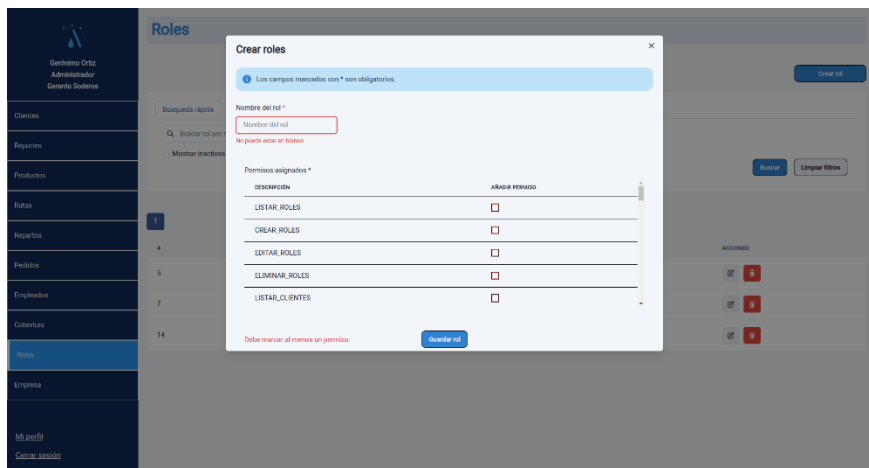 Gerónimo Ortiz
Administrador
Gerardo Soderos
Clientes
Reportes
Productos
Rutas
Repartos
Pedidos
Empleados
Cobertura
Roles
Empresa
Mi perfil
Cerrar sesión
Roles
Crear rol
Busqueda rápida
Buscar rol por
Mostrar inactivos
Buscar
Limpiar filtros
1
#
ACCIONES
5
7
14
Crear roles
×
Los campos marcados con * son obligatorios.
Nombre del rol *
Nombre del rol
No puede estar en blanco
Permisos asignados *
DESCRIPCIÓN AÑADIR PERMISO
LISTAR_ROLES
CREAR_ROLES
EDITAR_ROLES
ELIMINAR_ROLES
LISTAR_CLIENTES
Debe marcar al menos un permiso.
Guardar rol